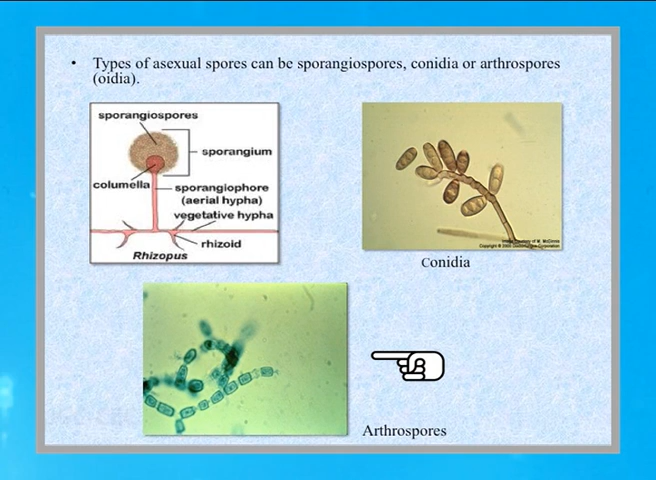 • Types of asexual spores can be sporangiospores, conidia or arthrospores
(oidia).
sporangiospores
sporangium
columella
sporangiophore
(aerial hypha)
vegetative hypha
rhizoid
Rhizopus
Conidia
Arthrospores